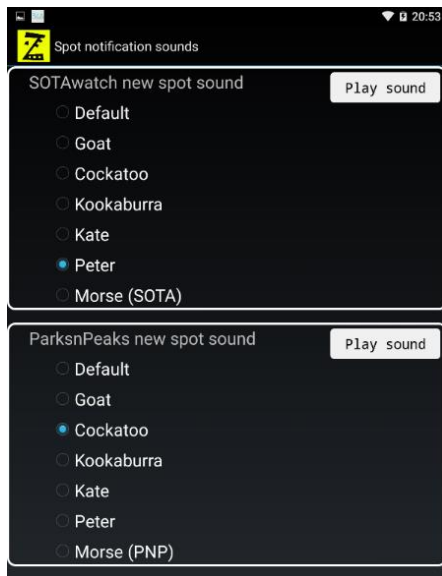 20:53
Spot notification sounds
SOTAwatch new spot sound
Play sound
Default
Goat
Cockatoo
Kookaburra
Kate
Peter
Morse (SOTA)
ParksnPeaks new spot sound
Play sound
Default
Goat
Cockatoo
Kookaburra
Kate
Peter
Morse (PNP)